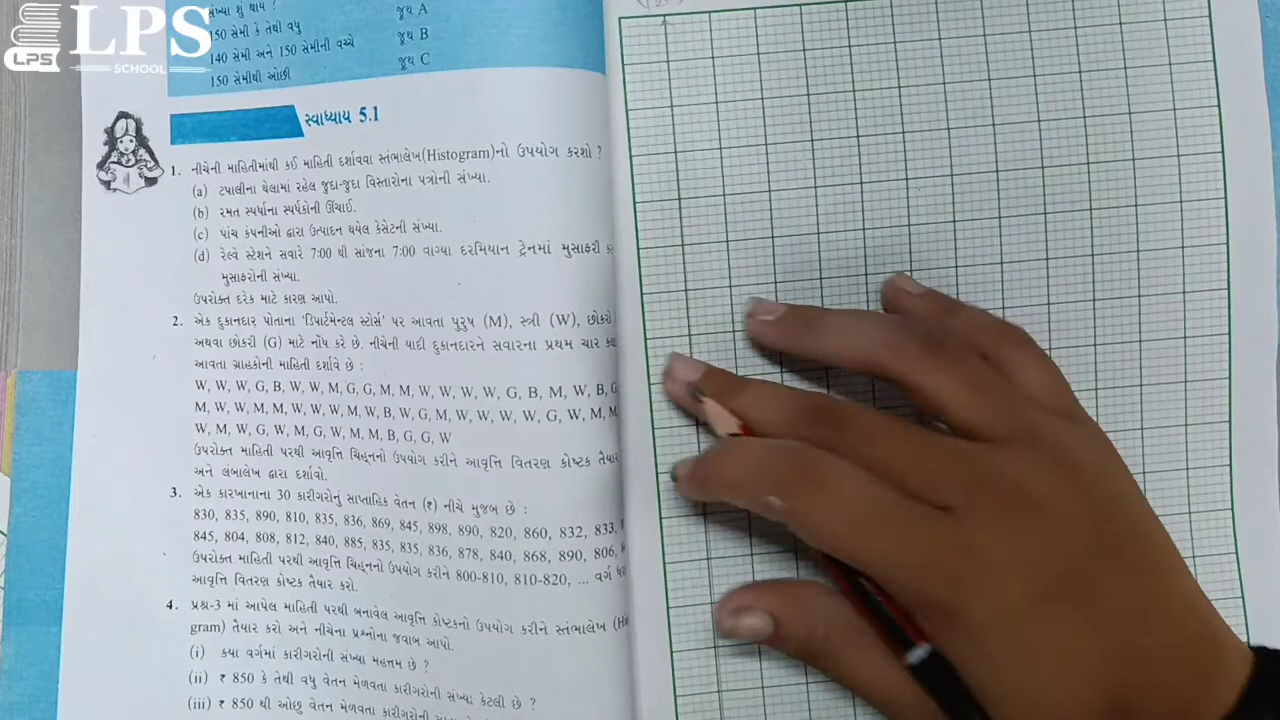 સંખ્યા શું થાય ?
150 સેમી કે તેથી વધુ જૂથ A
140 સેમી અને 150 સેમીની વચ્ચે જૂથ B
150 સેમીથી ઓછી જૂથ C
LPS
LPS
SCHOOL
સ્વાધ્યાય 5.1
1. નીચેની માહિતીમાંથી કઈ માહિતી દર્શાવવા સ્તંભાલેખ(Histogram)નો ઉપયોગ કરશો ?
(a) ટપાલીના થેલામાં રહેલ જુદા-જુદા વિસ્તારોના પત્રોની સંખ્યા.
(b) રમત સ્પર્ધાના સ્પર્ધકોની ઊંચાઈ.
(c) પાંચ કંપનીઓ દ્વારા ઉત્પાદન થયેલ કેસેટની સંખ્યા.
(d) રેલ્વે સ્ટેશને સવારે 7:00 થી સાંજના 7:00 વાગ્યા દરમિયાન ટ્રેનમાં મુસાફરી
મુસાફરોની સંખ્યા.
ઉપરોક્ત દરેક માટે કારણ આપો.
2. એક દુકાનદાર પોતાના 'ડિપાર્ટમેન્ટલ સ્ટોર્સ' પર આવતા પુરુષ (M), સ્ત્રી (W), છોકરો
અથવા છોકરી (G) માટે નોંધ કરે છે. નીચેની યાદી દુકાનદારને સવારના પ્રથમ ચાર
આવતા ગ્રાહકોની માહિતી દર્શાવે છે :
W, W, W, G, B, W, W, M, G, G, M, M, W, W, W, W, G, B, M, W, B, G
M, W, W, M, M, W, W, W, M, W, B, W, G, M, W, W, W, W, G, W, M, M
W, M, W, G, W, M, G, W, M, M, B, G, G, W
ઉપરોક્ત માહિતી પરથી આવૃત્તિ ચિહ્નનો ઉપયોગ કરીને આવૃત્તિ વિતરણ કોષ્ટક તૈયાર
અને લંબાલેખ દ્વારા દર્શાવો.
3. એક કારખાનાના 30 કારીગરોનું સાપ્તાહિક વેતન (₹) નીચે મુજબ છે :
830, 835, 890, 810, 835, 836, 869, 845, 898, 890, 820, 860, 832, 833,
845, 804, 808, 812, 840, 885, 835, 835, 836, 878, 840, 868, 890, 806,
ઉપરોક્ત માહિતી પરથી આવૃત્તિ ચિહ્નનો ઉપયોગ કરીને 800-810, 810-820, ... વર્ગ
આવૃત્તિ વિતરણ કોષ્ટક તૈયાર કરો.
4. પ્રશ્ન-3 માં આપેલ માહિતી પરથી બનાવેલ આવૃત્તિ કોષ્ટકનો ઉપયોગ કરીને સ્તંભાલેખ
gram) તૈયાર કરો અને નીચેના પ્રશ્નોના જવાબ આપો.
(i) કયા વર્ગમાં કારીગરોની સંખ્યા મહત્તમ છે ?
(ii) ₹ 850 કે તેથી વધુ વેતન મેળવતા કારીગરોની સંખ્યા કેટલી છે ?
(iii) ₹ 850 થી ઓછુ વેતન મેળવતા કારીગરોની